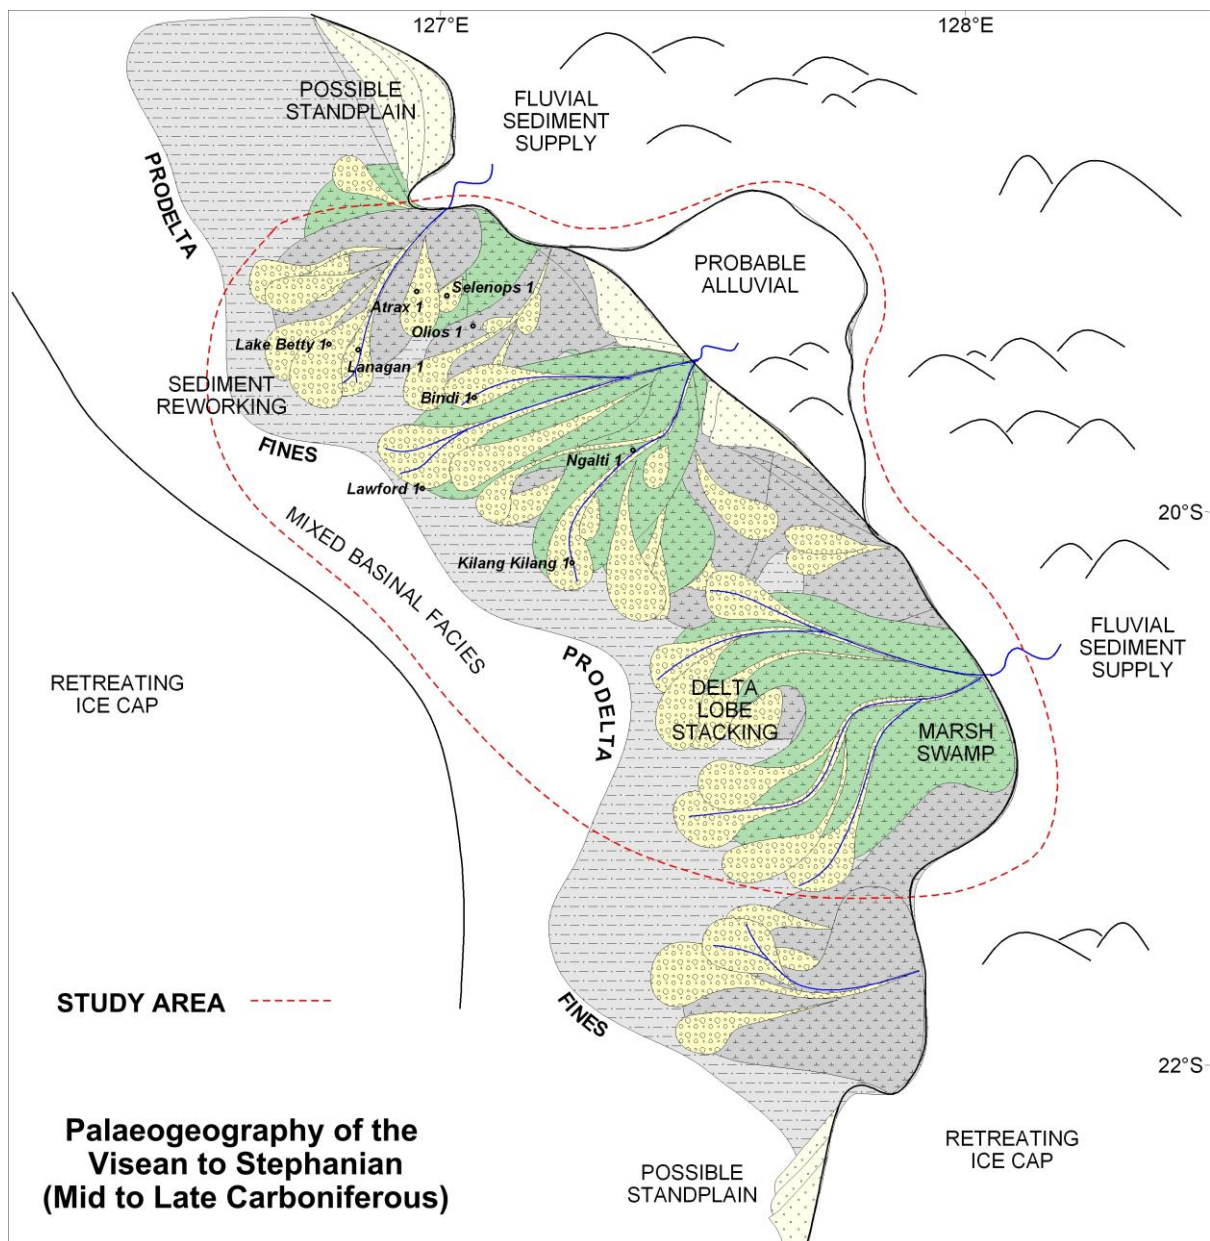 127°E
128°E
POSSIBLE
STANDPLAIN
FLUVIAL
SEDIMENT
SUPPLY
PRODELTA
PROBABLE
ALLUVIAL
Selenops 1
Atrax 1
Olios 1
Lake Betty 1
Lanagan 1
SEDIMENT
REWORKING
Bindi 1
FINES
Ngalti 1
Lawford 1
20°S
MIXED BASINAL FACIES
Kilang Kilang 1
FLUVIAL
SEDIMENT
SUPPLY
PRODELTA
RETREATING
ICE CAP
DELTA
LOBE
STACKING
MARSH
SWAMP
STUDY AREA
FINES
22°S
Palaeogeography of the
Visean to Stephanian
(Mid to Late Carboniferous)
RETREATING
ICE CAP
POSSIBLE
STANDPLAIN